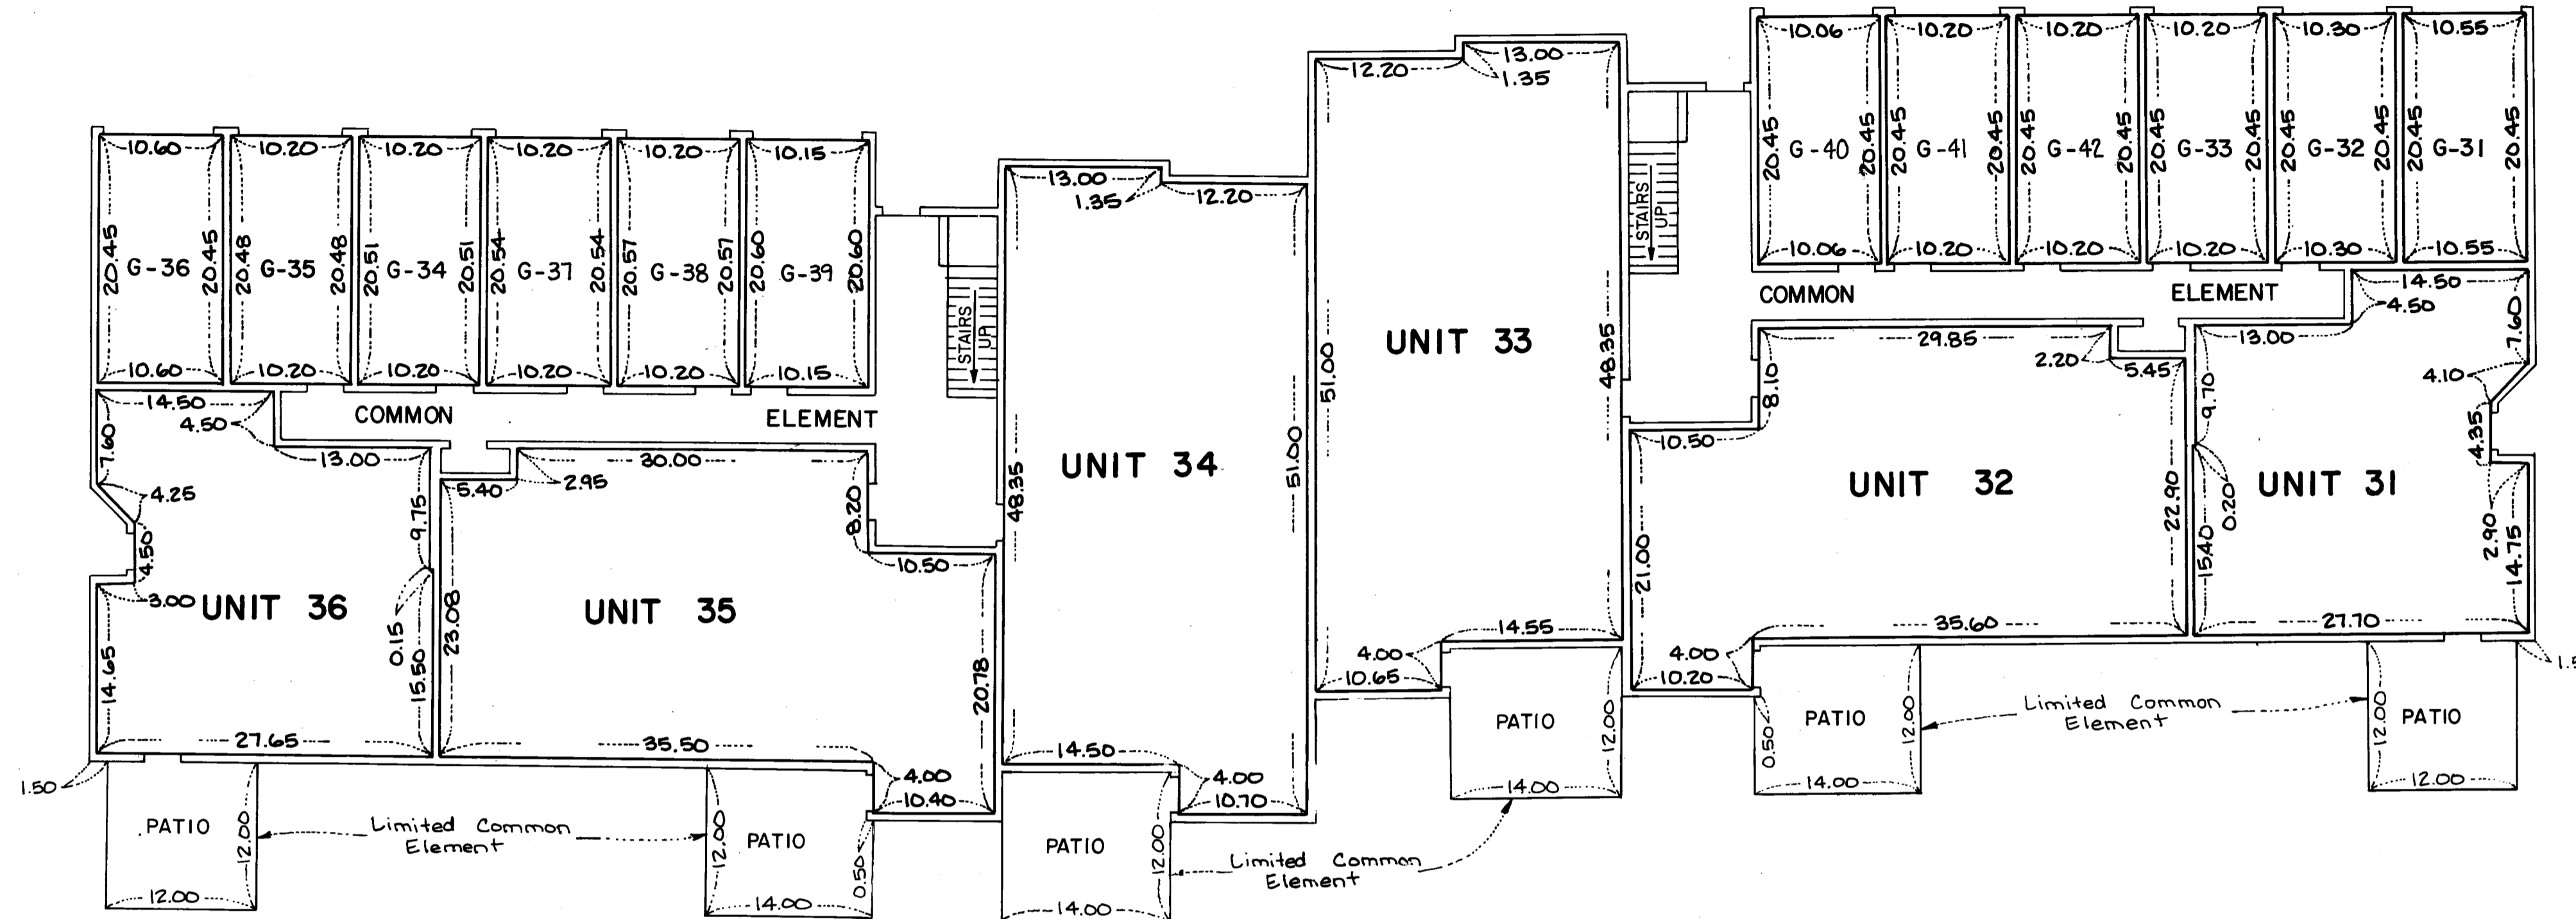 10.60 10.20 10.20 10.20 10.20 10.15
20.45 G-36 20.45 20.48 G-35 20.48 20.51 G-34 20.51 20.54 G-37 20.54 20.57 G-38 20.57 20.60 G-39 20.60
10.60 10.20 10.20 10.20 10.20 10.15
COMMON ELEMENT
STAIRS
UP
14.50
4.50
7.60
13.00
4.25
9.75
4.50
3.00
UNIT 36
0.15
14.65
15.50
27.65
1.50
PATIO
12.00
12.00
Limited Common
Element
30.00
5.40
2.95
8.20
10.50
23.08
UNIT 35
20.78
35.50
4.00
10.40
12.00
PATIO
0.50
14.00
13.00
1.35
12.20
UNIT 34
48.35
51.00
14.50
4.00
10.70
PATIO
12.00
14.00
Limited Common
Element
12.20
13.00
1.35
UNIT 33
51.00
48.35
14.55
4.00
10.65
PATIO
12.00
14.00
STAIRS
UP
10.06 10.20 10.20 10.20 10.30 10.55
20.45 G-40 20.45 20.45 G-41 20.45 20.45 G-42 20.45 20.45 G-33 20.45 20.45 G-32 20.45 20.45 G-31 20.45
10.06 10.20 10.20 10.20 10.30 10.55
COMMON ELEMENT
29.85
2.20
5.45
8.10
10.50
UNIT 32
22.90
21.00
35.60
4.00
10.20
0.50
PATIO
12.00
14.00
Limited Common
Element
14.50
4.50
13.00
7.60
4.10
9.70
4.35
UNIT 31
0.20
2.90
15.40
14.75
27.70
12.00
PATIO
12.00